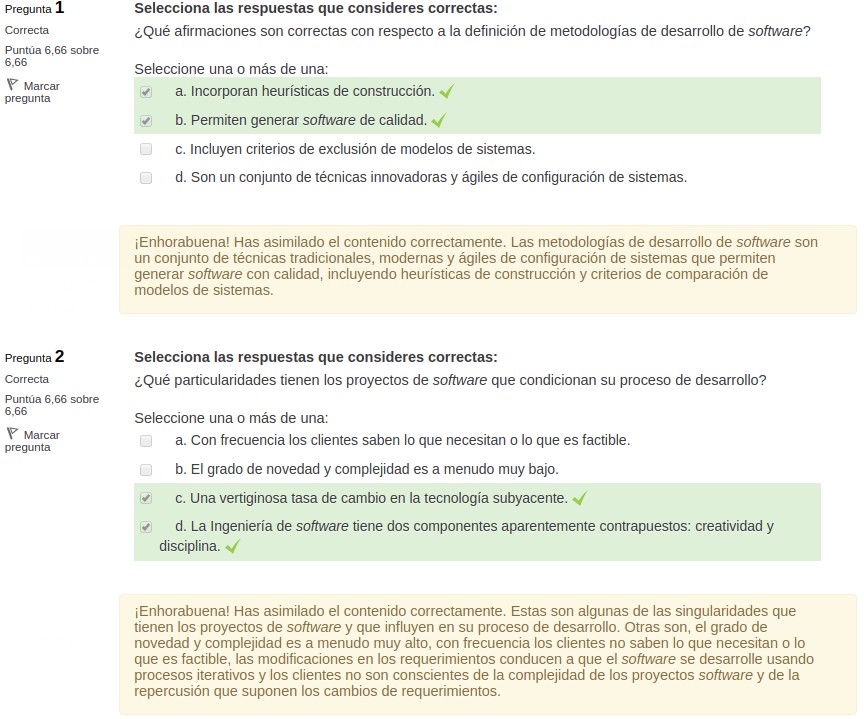 Pregunta 1
Correcta
Puntúa 6,66 sobre
6,66
Marcar
pregunta
Selecciona las respuestas que consideres correctas:
¿Qué afirmaciones son correctas con respecto a la definición de metodologías de desarrollo de software?
Seleccione una o más de una:
a. Incorporan heurísticas de construcción.
b. Permiten generar software de calidad.
c. Incluyen criterios de exclusión de modelos de sistemas.
d. Son un conjunto de técnicas innovadoras y ágiles de configuración de sistemas.
¡Enhorabuena! Has asimilado el contenido correctamente. Las metodologías de desarrollo de software son
un conjunto de técnicas tradicionales, modernas y ágiles de configuración de sistemas que permiten
generar software con calidad, incluyendo heurísticas de construcción y criterios de comparación de
modelos de sistemas.
Pregunta 2
Correcta
Puntúa 6,66 sobre
6,66
Marcar
pregunta
Selecciona las respuestas que consideres correctas:
¿Qué particularidades tienen los proyectos de software que condicionan su proceso de desarrollo?
Seleccione una o más de una:
a. Con frecuencia los clientes saben lo que necesitan o lo que es factible.
b. El grado de novedad y complejidad es a menudo muy bajo.
c. Una vertiginosa tasa de cambio en la tecnología subyacente.
d. La Ingeniería de software tiene dos componentes aparentemente contrapuestos: creatividad y
disciplina.
¡Enhorabuena! Has asimilado el contenido correctamente. Estas son algunas de las singularidades que
tienen los proyectos de software y que influyen en su proceso de desarrollo. Otras son, el grado de
novedad y complejidad es a menudo muy alto, con frecuencia los clientes no saben lo que necesitan o lo
que es factible, las modificaciones en los requerimientos conducen a que el software se desarrolle usando
procesos iterativos y los clientes no son conscientes de la complejidad de los proyectos software y de la
repercusión que suponen los cambios de requerimientos.